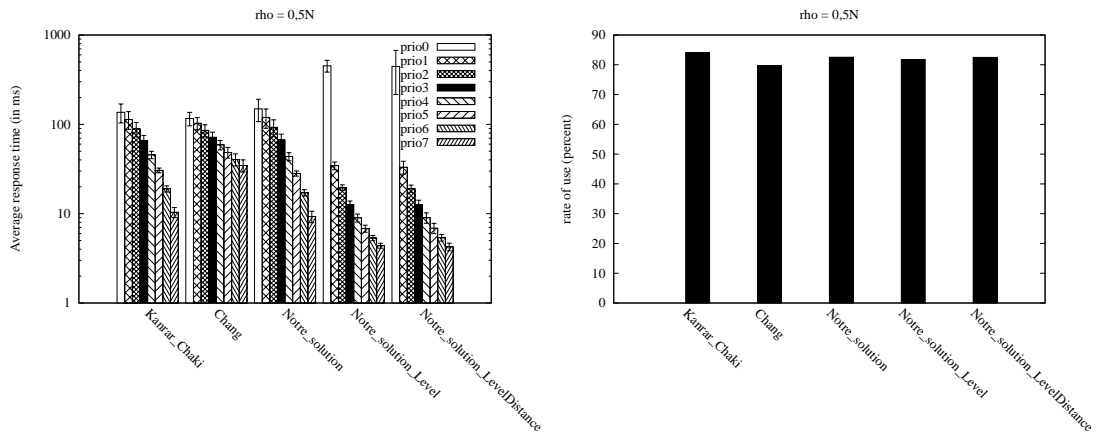 rho = 0,5N
Average response time (in ms)
1000
100
10
1
prio0
prio1
prio2
prio3
prio4
prio5
prio6
prio7
Kanrar_Chaki
Chang
Notre_solution
Notre_solution_Level
Notre_solution_LevelDistance
rho = 0,5N
rate of use (percent)
90
80
70
60
50
40
30
20
10
0
Kanrar_Chaki
Chang
Notre_solution
Notre_solution_Level
Notre_solution_LevelDistance